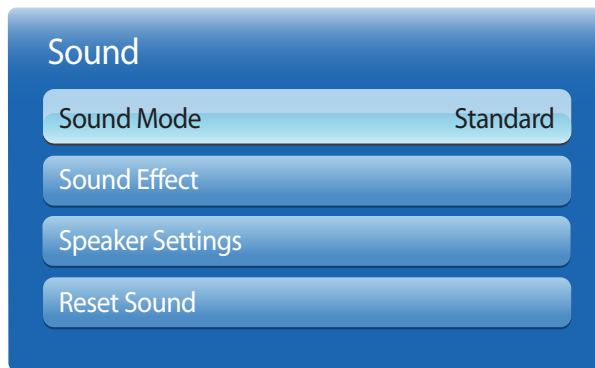 Sound
Sound Mode Standard
Sound Effect
Speaker Settings
Reset Sound